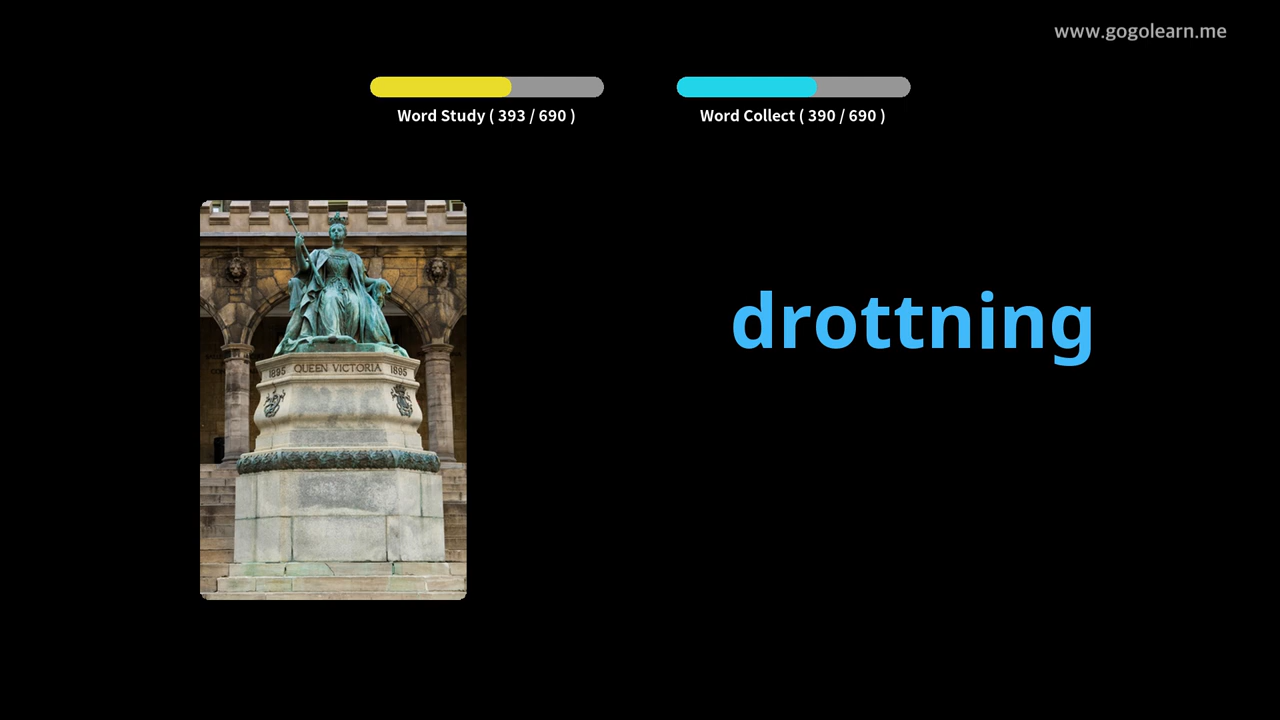 www.gogolearn.me
Word Study ( 393 / 690 )
Word Collect ( 390 / 690 )
drottning
1895 QUEEN VICTORIA 1895